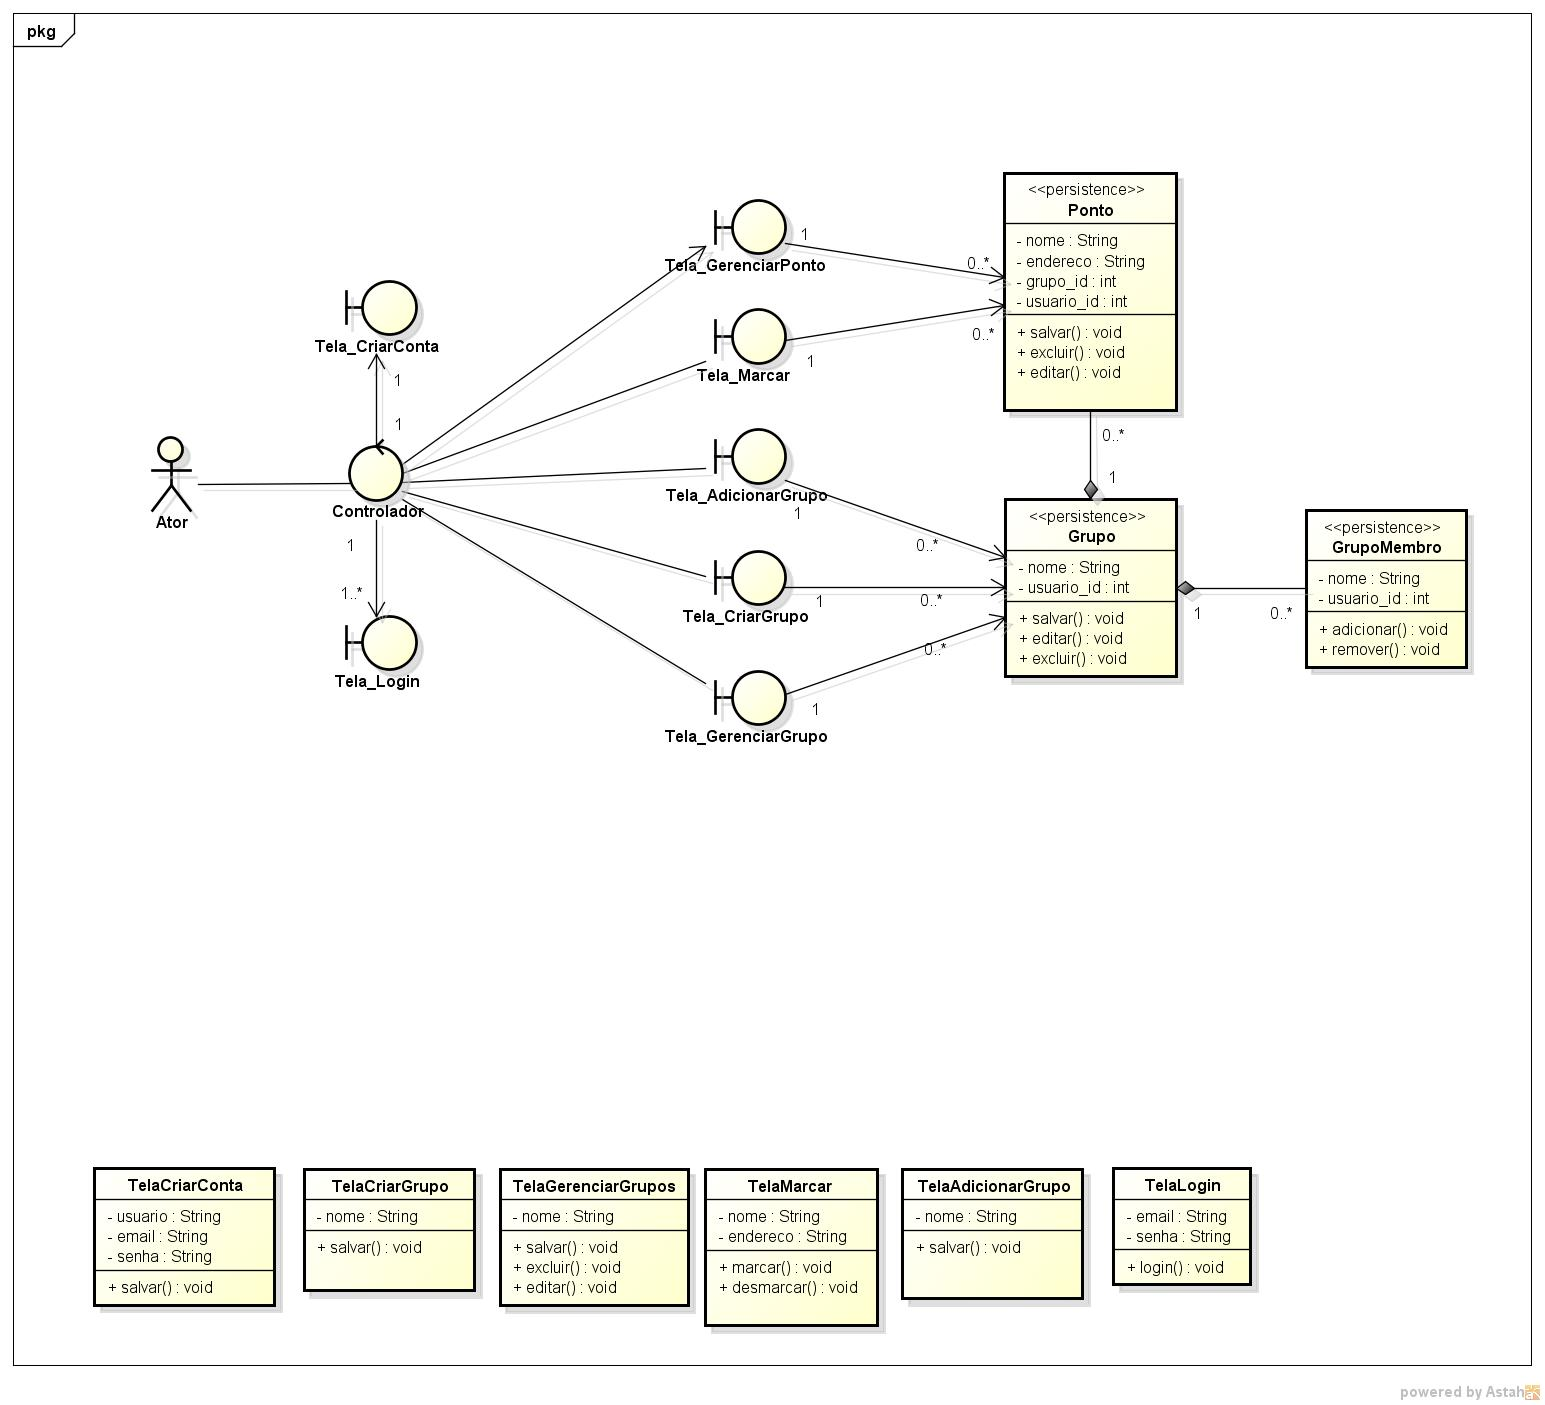 pkg
Tela_CriarConta
1
1
Ator
Controlador
1
1..*
Tela_Login
Tela_GerenciarPonto
1
0..*
Tela_Marcar
1
0..*
Tela_AdicionarGrupo
1
0..*
Tela_CriarGrupo
1
0..*
Tela_GerenciarGrupo
1
0..*
<<persistence>>
Ponto
- nome : String
- endereco : String
- grupo_id : int
- usuario_id : int
+ salvar() : void
+ excluir() : void
+ editar() : void
0..*
1
<<persistence>>
Grupo
- nome : String
- usuario_id : int
+ salvar() : void
+ editar() : void
+ excluir() : void
1
0..*
<<persistence>>
GrupoMembro
- nome : String
- usuario_id : int
+ adicionar() : void
+ remover() : void
TelaCriarConta
- usuario : String
- email : String
- senha : String
+ salvar() : void
TelaCriarGrupo
- nome : String
+ salvar() : void
TelaGerenciarGrupos
- nome : String
+ salvar() : void
+ excluir() : void
+ editar() : void
TelaMarcar
- nome : String
- endereco : String
+ marcar() : void
+ desmarcar() : void
TelaAdicionarGrupo
- nome : String
+ salvar() : void
TelaLogin
- email : String
- senha : String
+ login() : void
powered by Astah